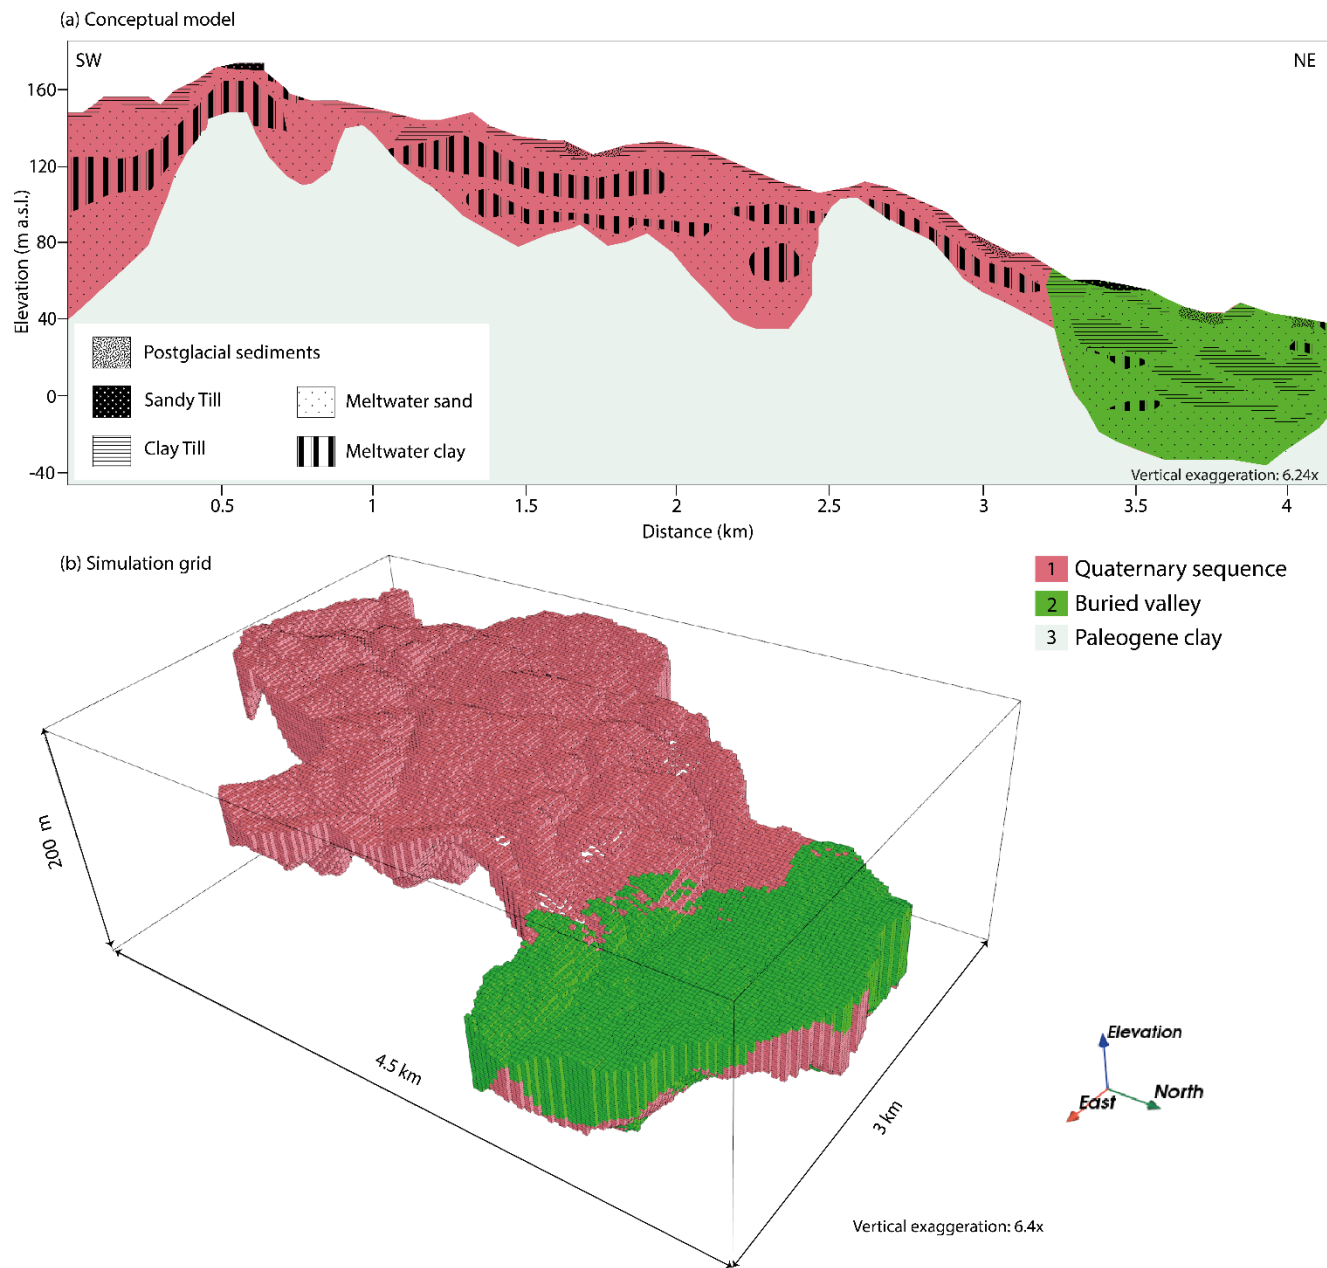 (a) Conceptual model
SW
NE
160
120
80
40
0
-40
Elevation (m a.s.l.)
Postglacial sediments
Sandy Till
Meltwater sand
Clay Till
Meltwater clay
Vertical exaggeration: 6.24x
0.5
1
1.5
2
2.5
3
3.5
4
Distance (km)
(b) Simulation grid
1 Quaternary sequence
2 Buried valley
3 Paleogene clay
200 m
4.5 km
3 km
Elevation
North
East
Vertical exaggeration: 6.4x